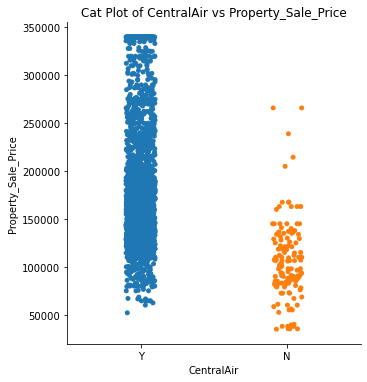 Cat Plot of CentralAir vs Property_Sale_Price
350000
300000
250000
200000
150000
100000
50000
Property_Sale_Price
Y
N
CentralAir